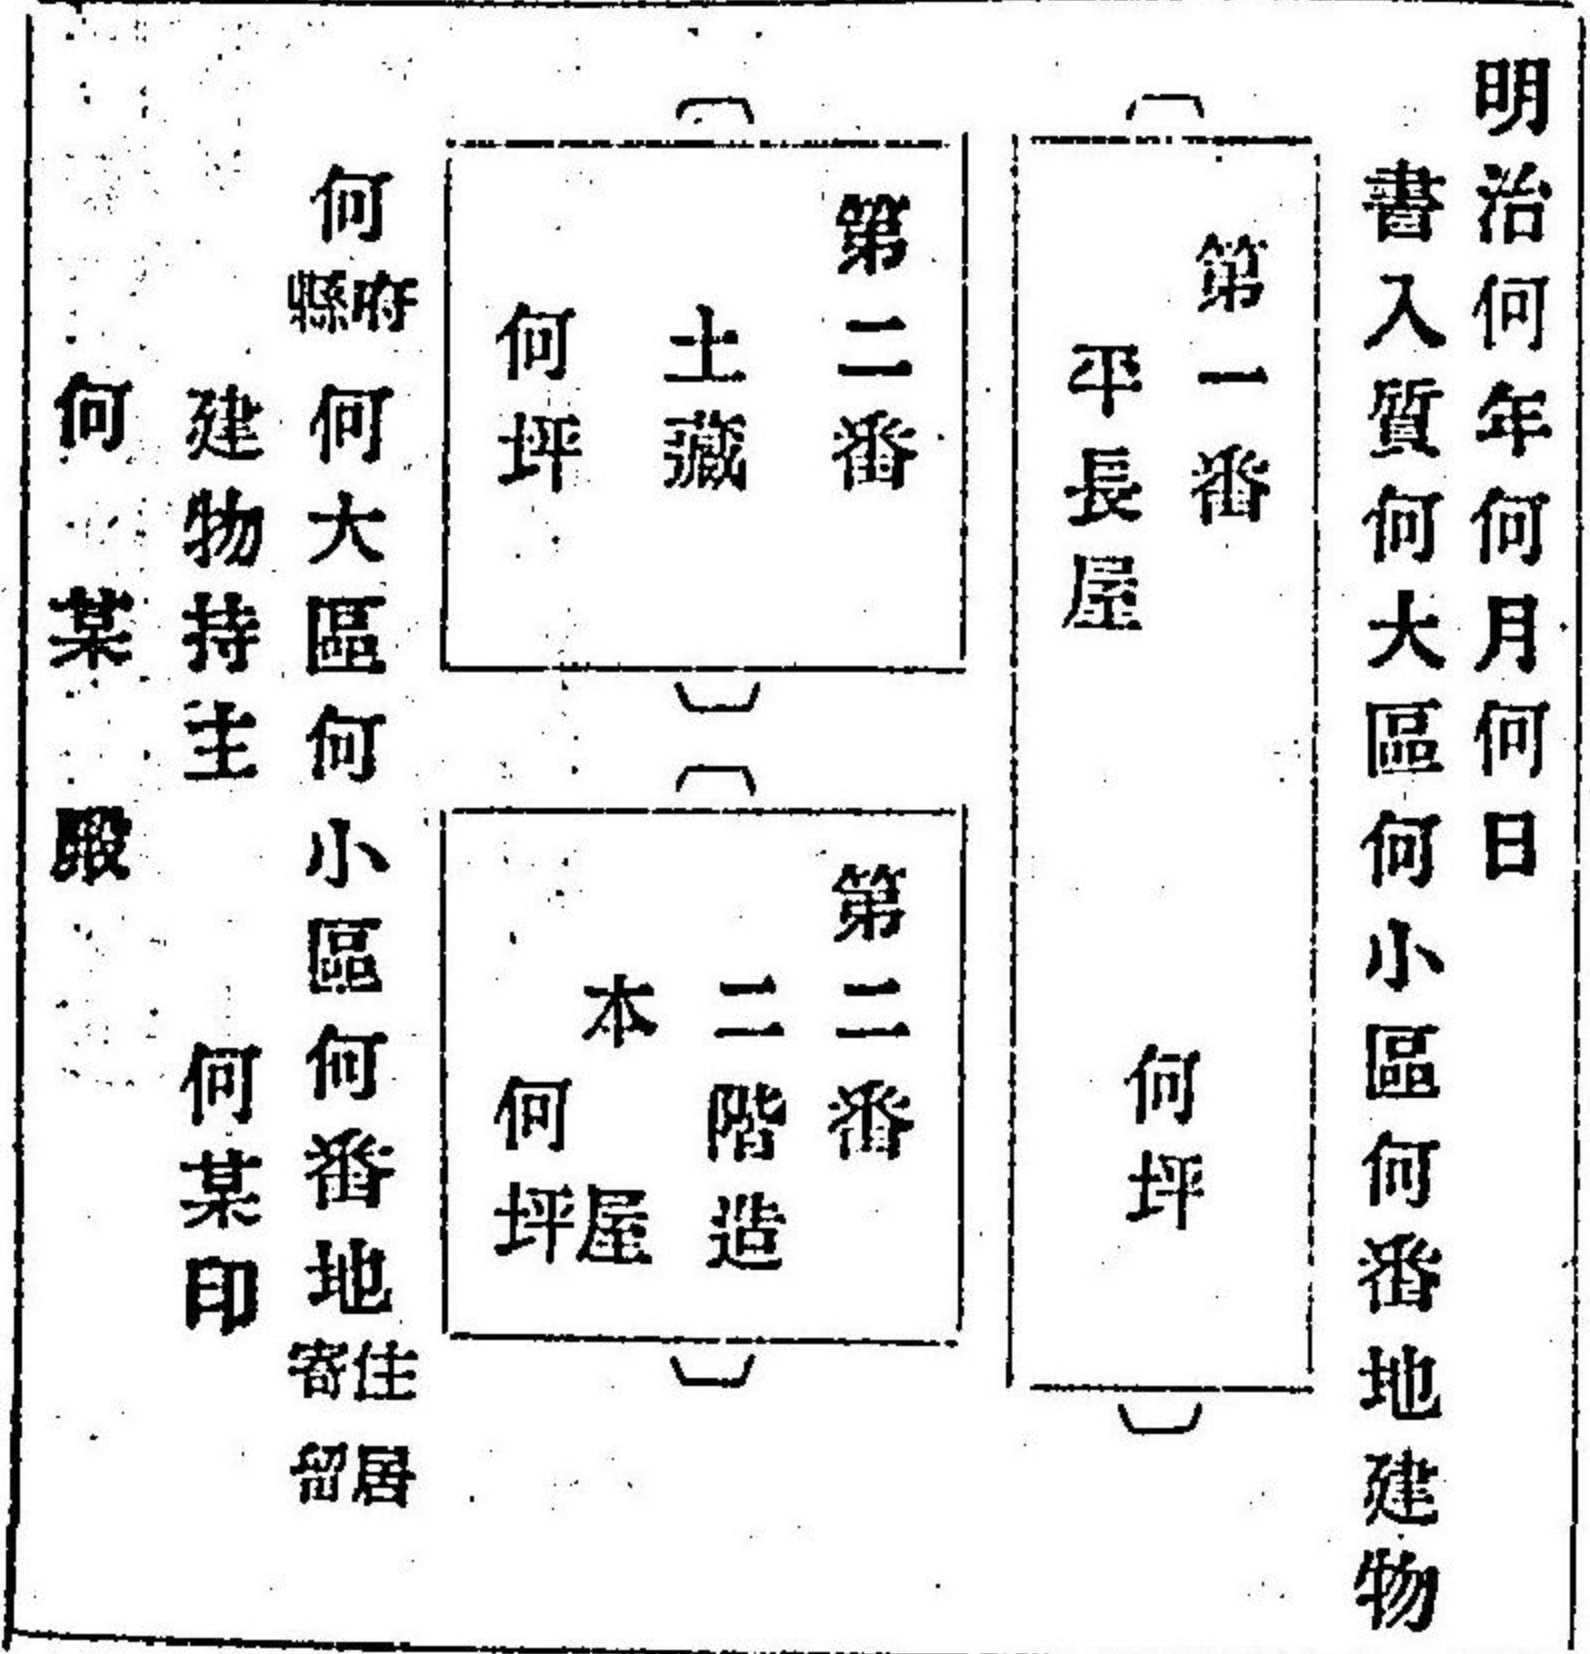 明治何年何月何日
書入質何大區何小區何番地建物
第一番
平長屋
何坪
第二番
土藏
何坪
第二番
二階造
本屋
何坪
何府縣何大區何小區何番地住居寄留
建物持主 何某印
何某殿